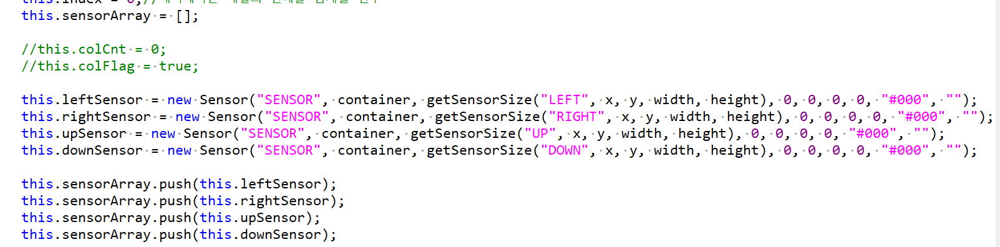 this.index = 0;//
this.sensorArray = [];
//this.colCnt = 0;
//this.colFlag = true;
this.leftSensor = new Sensor("SENSOR", container, getSensorSize("LEFT", x, y, width, height), 0, 0, 0, 0, "#000", "");
this.rightSensor = new Sensor("SENSOR", container, getSensorSize("RIGHT", x, y, width, height), 0, 0, 0, 0, "#000", "");
this.upSensor = new Sensor("SENSOR", container, getSensorSize("UP", x, y, width, height), 0, 0, 0, 0, "#000", "");
this.downSensor = new Sensor("SENSOR", container, getSensorSize("DOWN", x, y, width, height), 0, 0, 0, 0, "#000", "");
this.sensorArray.push(this.leftSensor);
this.sensorArray.push(this.rightSensor);
this.sensorArray.push(this.upSensor);
this.sensorArray.push(this.downSensor);